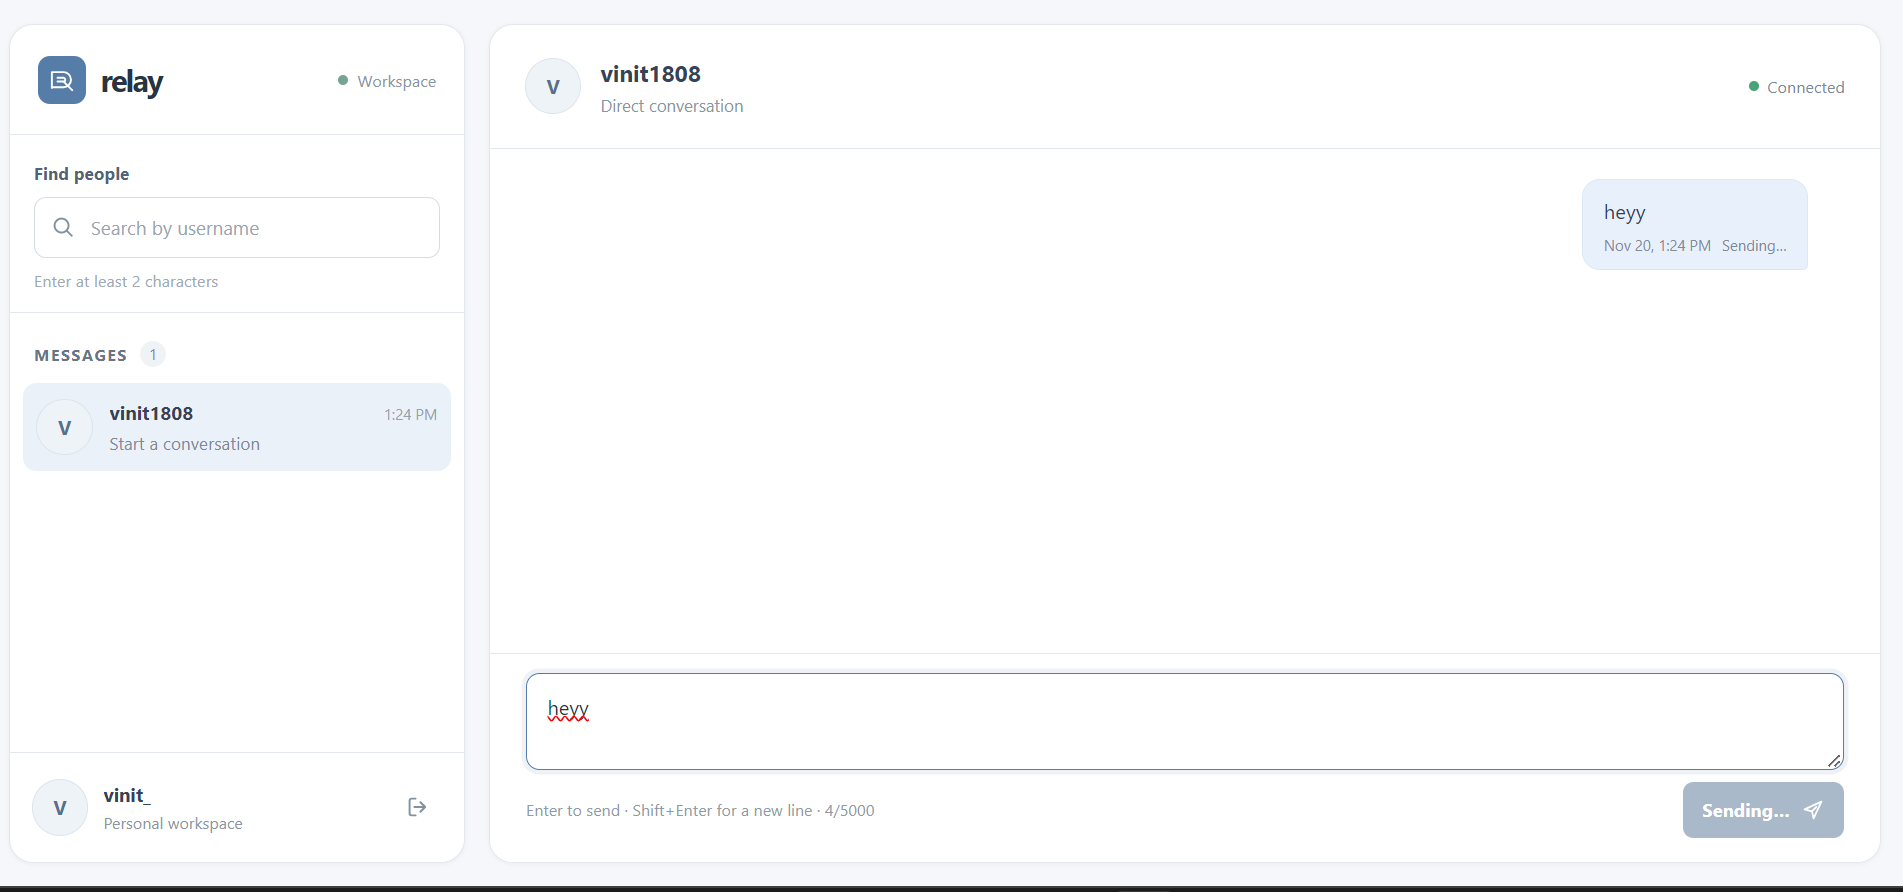 relay
Workspace
Find people
Search by username
Enter at least 2 characters
MESSAGES 1
V
vinit1808
1:24 PM
Start a conversation
V
vinit_
Personal workspace
V
vinit1808
Direct conversation
Connected
heyy
Nov 20, 1:24 PM Sending...
heyy
Enter to send · Shift+Enter for a new line · 4/5000
Sending...